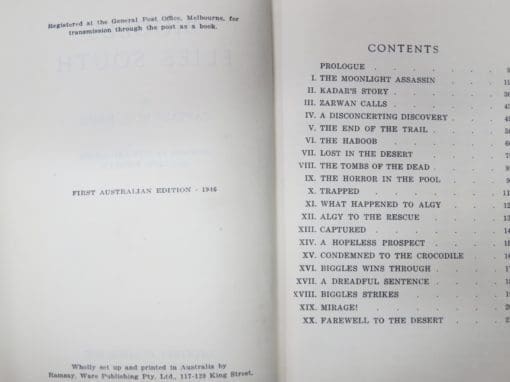 Registered at the General Post Office, Melbourne, for
transmission through the post as a book.
FLIES SOUTH
FIRST AUSTRALIAN EDITION - 1946
Wholly set up and printed in Australia by
Ramsay, Ware Publishing Pty. Ltd., 117-129 King Street.
CONTENTS
PROLOGUE
I. THE MOONLIGHT ASSASSIN
II. KADAR'S STORY
III. ZARWAN CALLS
IV. A DISCONCERTING DISCOVERY
V. THE END OF THE TRAIL
VI. THE HABOOB
VII. LOST IN THE DESERT
VIII. THE TOMBS OF THE DEAD
IX. THE HORROR IN THE POOL
X. TRAPPED
XI. WHAT HAPPENED TO ALGY
XII. ALGY TO THE RESCUE
XIII. CAPTURED
XIV. A HOPELESS PROSPECT
XV. CONDEMNED TO THE CROCODILE
XVI. BIGGLES WINS THROUGH
XVII. A DREADFUL SENTENCE
XVIII. BIGGLES STRIKES
XIX. MIRAGE!
XX. FAREWELL TO THE DESERT